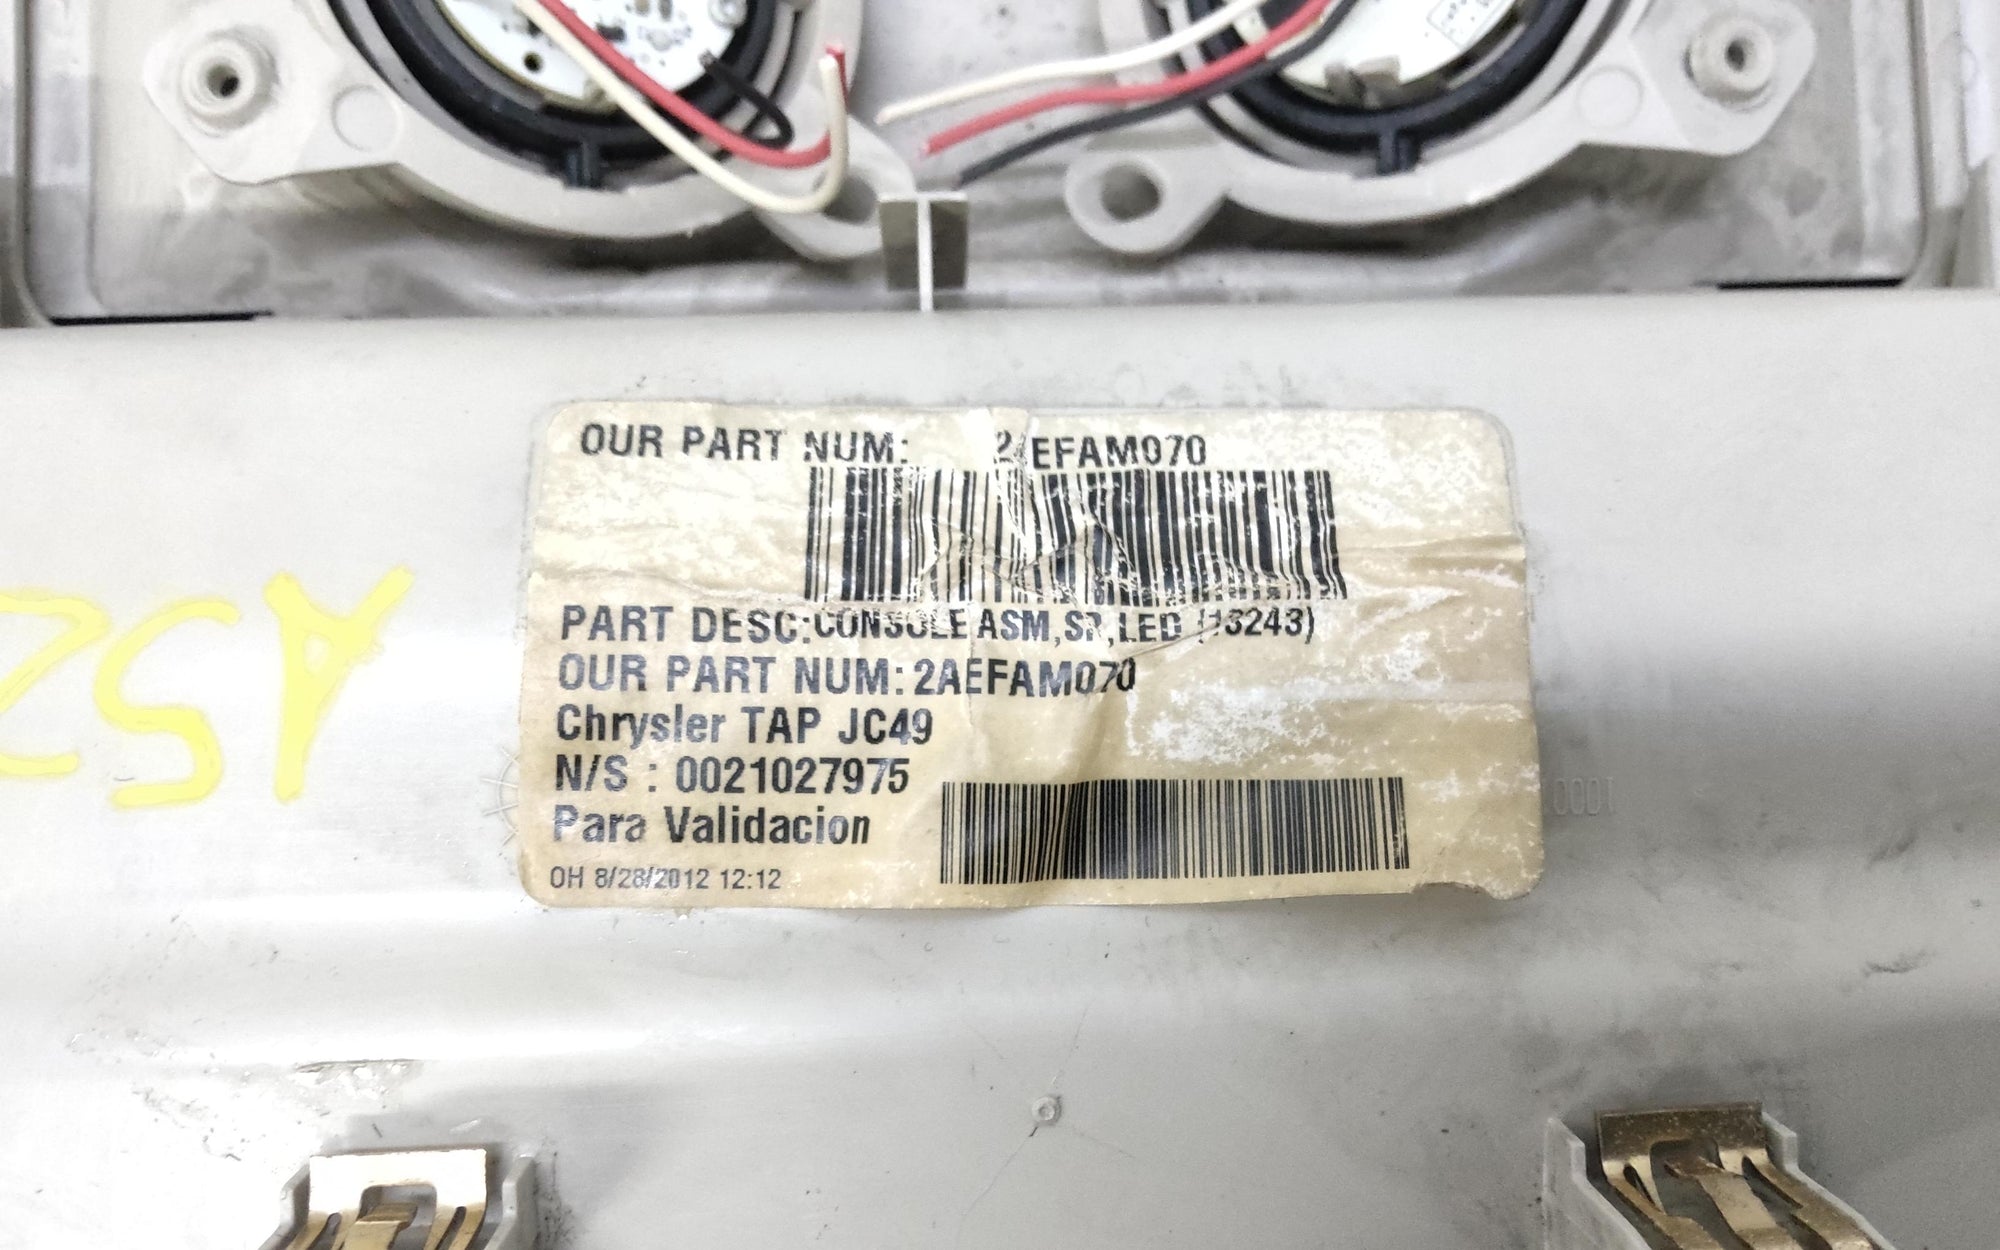 OUR PART NUM: 2AEFAM070
PART DESC:CONSOLE ASM,SR,LED (13243)
OUR PART NUM:2AEFAM070
Chrysler TAP JC49
N/S : 0021027975
Para Validacion
OH 8/28/2012 12:12